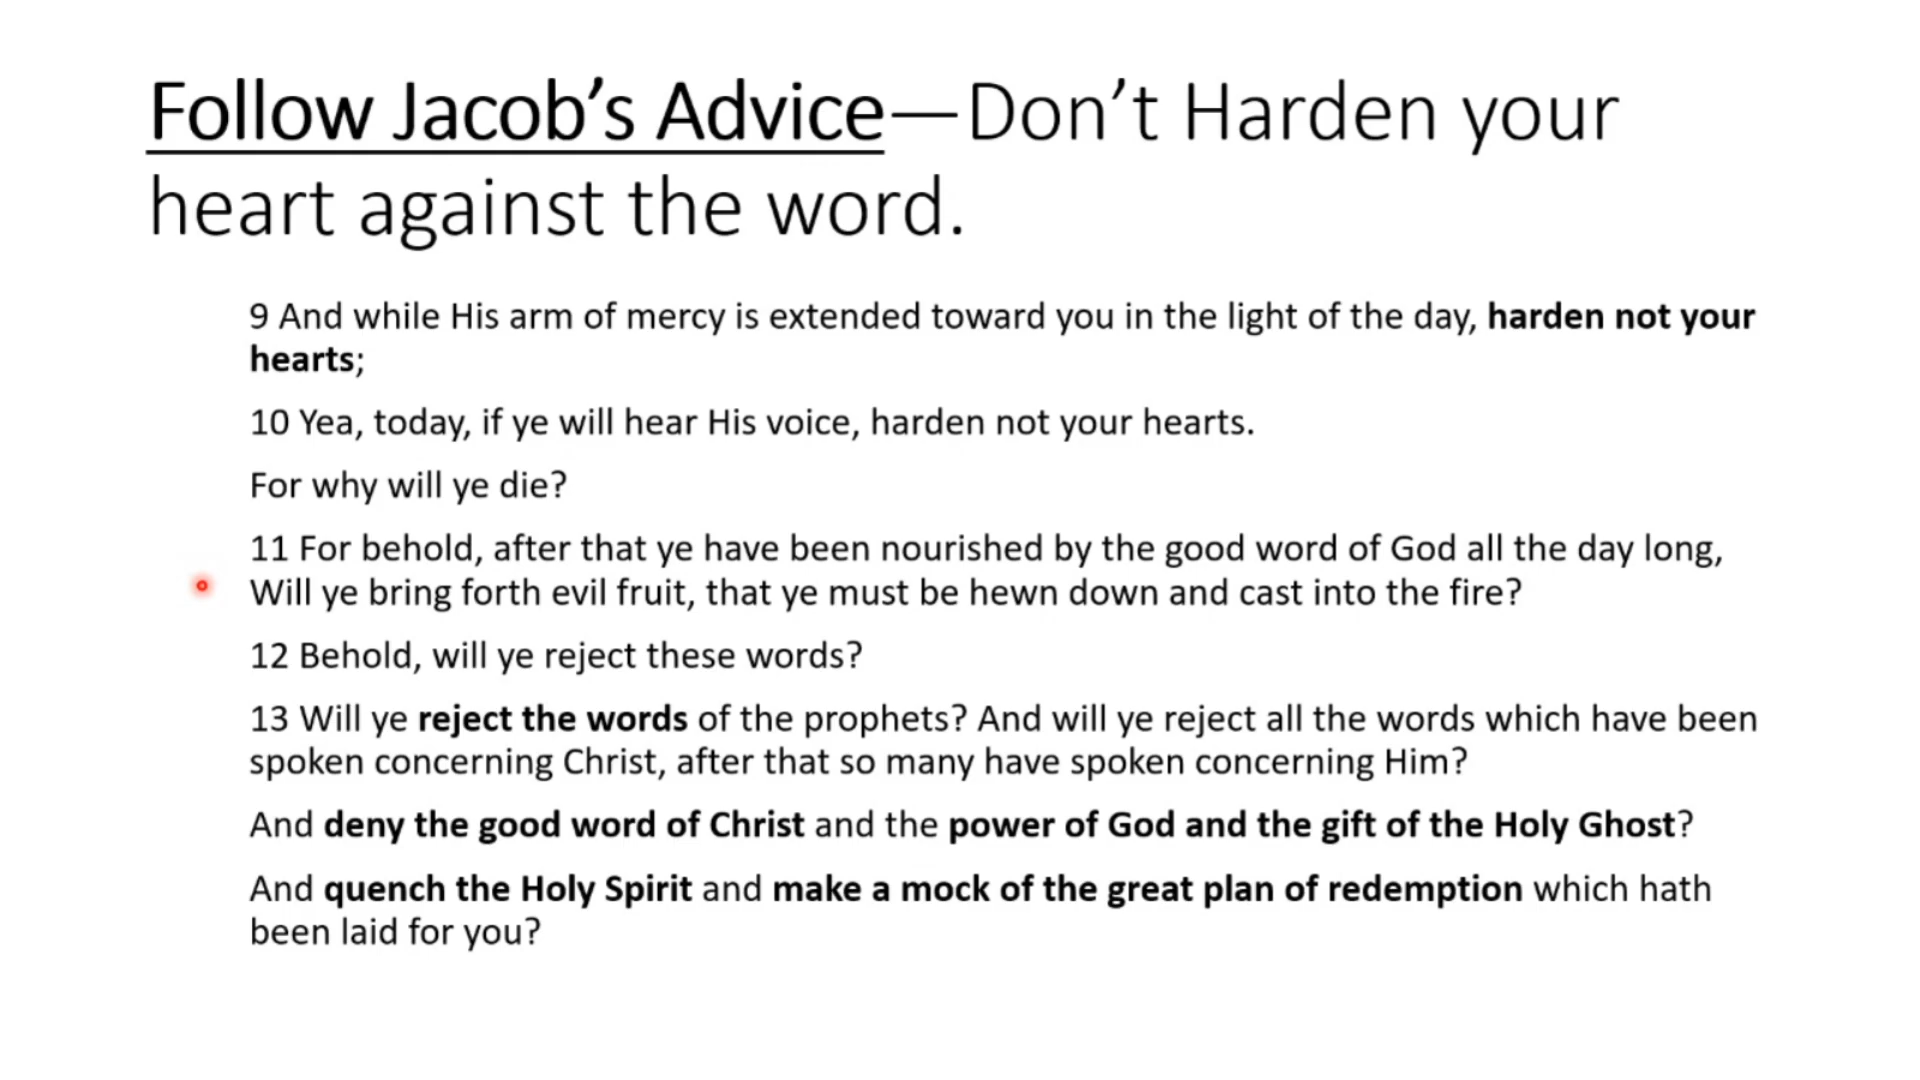 Follow Jacob’s Advice—Don’t Harden your
heart against the word.
9 And while His arm of mercy is extended toward you in the light of the day, harden not your
hearts;
10 Yea, today, if ye will hear His voice, harden not your hearts.
For why will ye die?
11 For behold, after that ye have been nourished by the good word of God all the day long,
Will ye bring forth evil fruit, that ye must be hewn down and cast into the fire?
12 Behold, will ye reject these words?
13 Will ye reject the words of the prophets? And will ye reject all the words which have been
spoken concerning Christ, after that so many have spoken concerning Him?
And deny the good word of Christ and the power of God and the gift of the Holy Ghost?
And quench the Holy Spirit and make a mock of the great plan of redemption which hath
been laid for you?